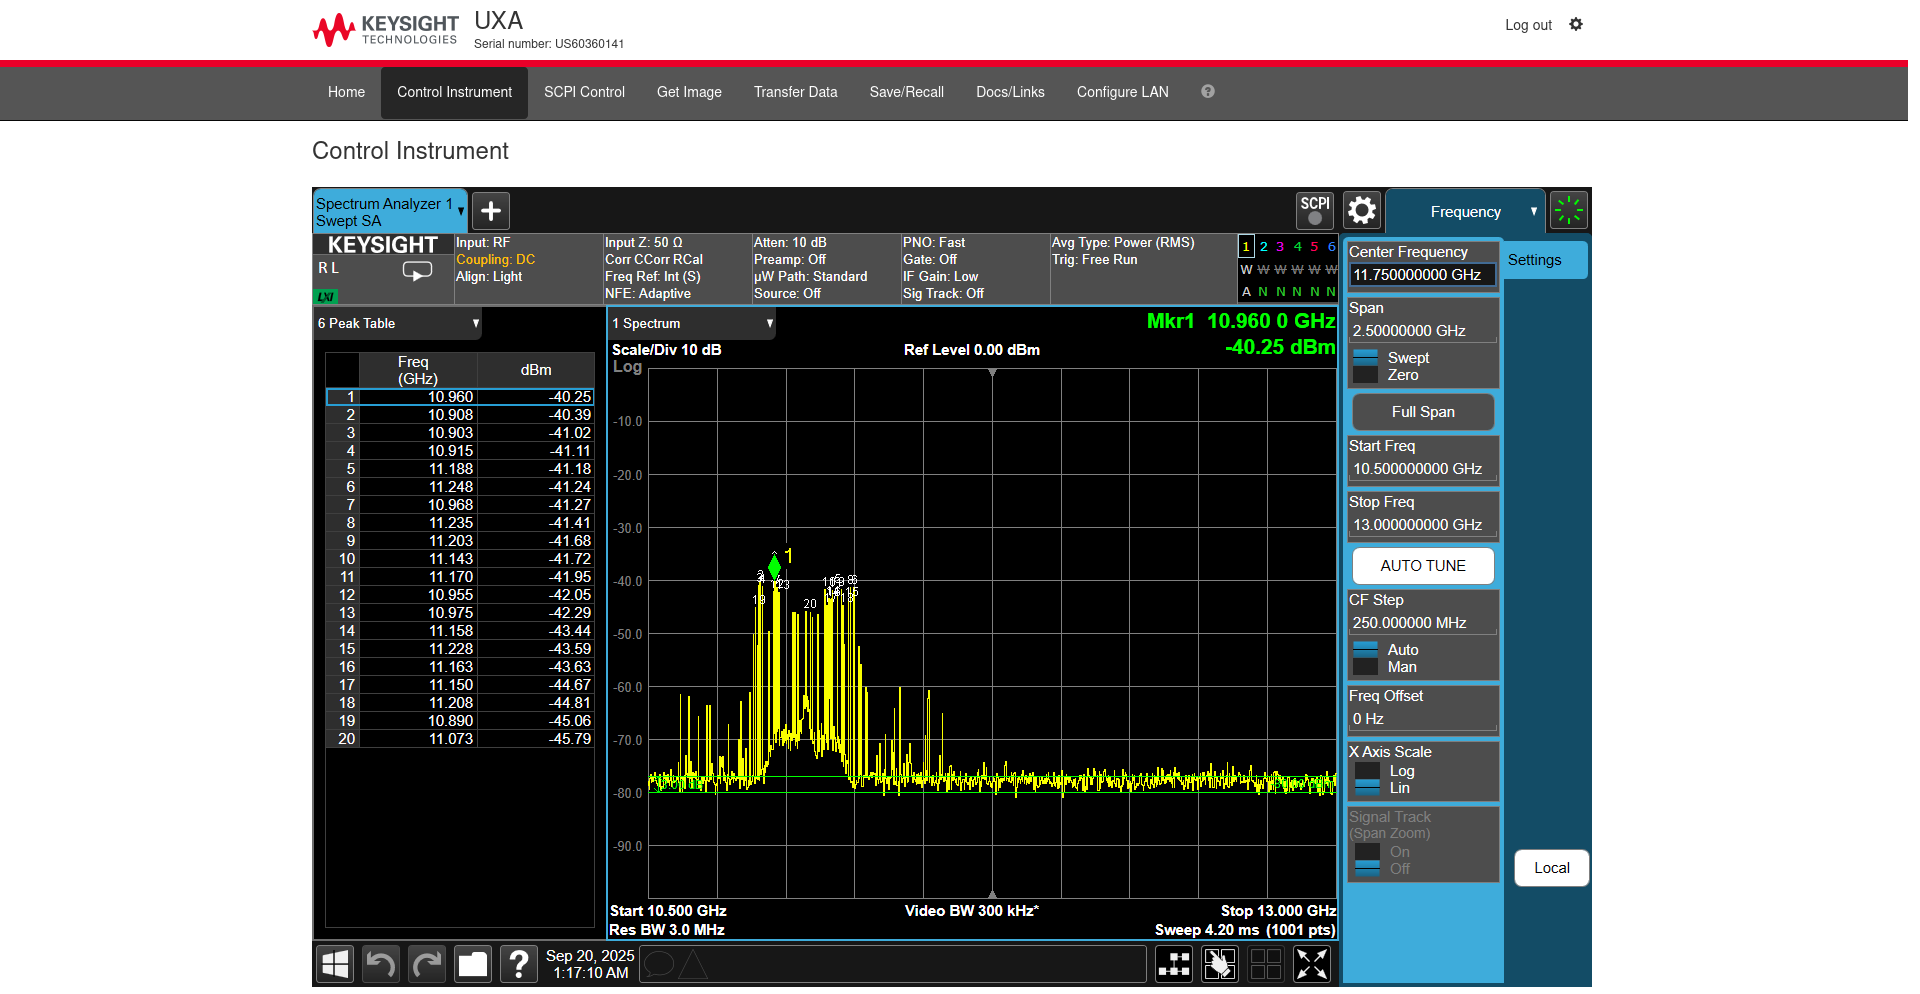 KEYSIGHT
TECHNOLOGIES
UXA
Serial number: US60360141
Log out
Home
Control Instrument
SCPI Control
Get Image
Transfer Data
Save/Recall
Docs/Links
Configure LAN
?
Control Instrument
Spectrum Analyzer 1
Swept SA
SCPI
Frequency
KEYSIGHT
R L
LXI
Input: RF
Coupling: DC
Align: Light
Input Z: 50 Ω
Corr CCorr RCal
Freq Ref: Int (S)
NFE: Adaptive
Atten: 10 dB
Preamp: Off
µW Path: Standard
Source: Off
PNO: Fast
Gate: Off
IF Gain: Low
Sig Track: Off
Avg Type: Power (RMS)
Trig: Free Run
1 2 3 4 5 6
W W W W W W
A N N N N N
6 Peak Table
Freq
(GHz)
dBm
1 10.960 -40.25
2 10.908 -40.39
3 10.903 -41.02
4 10.915 -41.11
5 11.188 -41.18
6 11.248 -41.24
7 10.968 -41.27
8 11.235 -41.41
9 11.203 -41.68
10 11.143 -41.72
11 11.170 -41.95
12 10.955 -42.05
13 10.975 -42.29
14 11.158 -43.44
15 11.228 -43.59
16 11.163 -43.63
17 11.150 -44.67
18 11.208 -44.81
19 10.890 -45.06
20 11.073 -45.79
1 Spectrum
Mkr1 10.960 0 GHz
-40.25 dBm
Scale/Div 10 dB
Ref Level 0.00 dBm
Log
-10.0
-20.0
-30.0
-40.0
-50.0
-60.0
-70.0
-80.0
-90.0
1
20
Start 10.500 GHz
Video BW 300 kHz*
Stop 13.000 GHz
Res BW 3.0 MHz
Sweep 4.20 ms (1001 pts)
Center Frequency
11.750000000 GHz
Settings
Span
2.50000000 GHz
Swept
Zero
Full Span
Start Freq
10.500000000 GHz
Stop Freq
13.000000000 GHz
AUTO TUNE
CF Step
250.000000 MHz
Auto
Man
Freq Offset
0 Hz
X Axis Scale
Log
Lin
Signal Track
(Span Zoom)
On
Off
Local
?
Sep 20, 2025
1:17:10 AM